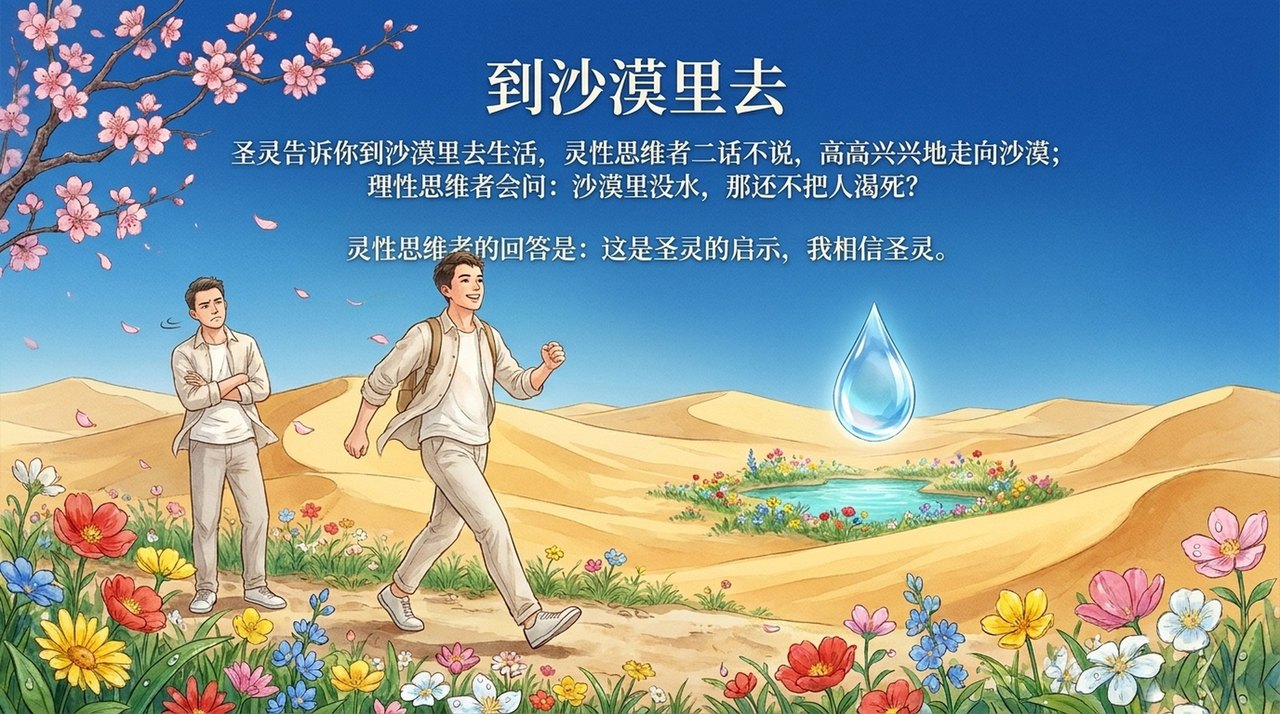 到沙漠里去
圣灵告诉你到沙漠里去生活，灵性思维者二话不说，高高兴兴地走向沙漠；
理性思维者会问：沙漠里没水，那还不把人渴死？
灵性思维者的回答是：这是圣灵的启示，我相信圣灵。